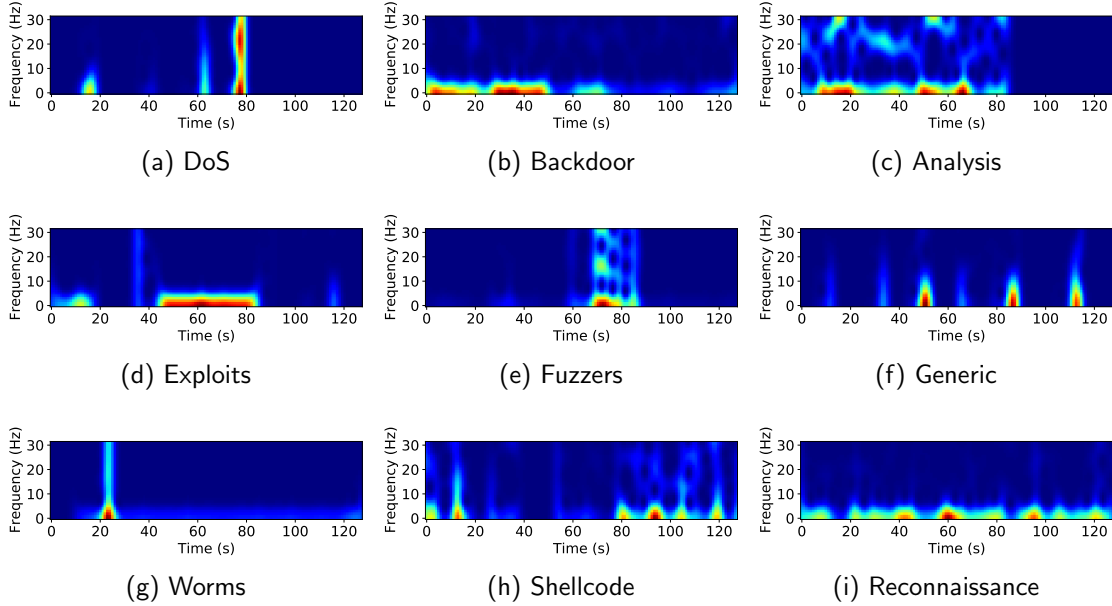 Frequency (Hz)
30
20
10
0
0 20 40 60 80 100 120
Time (s)
(a) DoS
Frequency (Hz)
30
20
10
0
0 20 40 60 80 100 120
Time (s)
(b) Backdoor
Frequency (Hz)
30
20
10
0
0 20 40 60 80 100 120
Time (s)
(c) Analysis
Frequency (Hz)
30
20
10
0
0 20 40 60 80 100 120
Time (s)
(d) Exploits
Frequency (Hz)
30
20
10
0
0 20 40 60 80 100 120
Time (s)
(e) Fuzzers
Frequency (Hz)
30
20
10
0
0 20 40 60 80 100 120
Time (s)
(f) Generic
Frequency (Hz)
30
20
10
0
0 20 40 60 80 100 120
Time (s)
(g) Worms
Frequency (Hz)
30
20
10
0
0 20 40 60 80 100 120
Time (s)
(h) Shellcode
Frequency (Hz)
30
20
10
0
0 20 40 60 80 100 120
Time (s)
(i) Reconnaissance